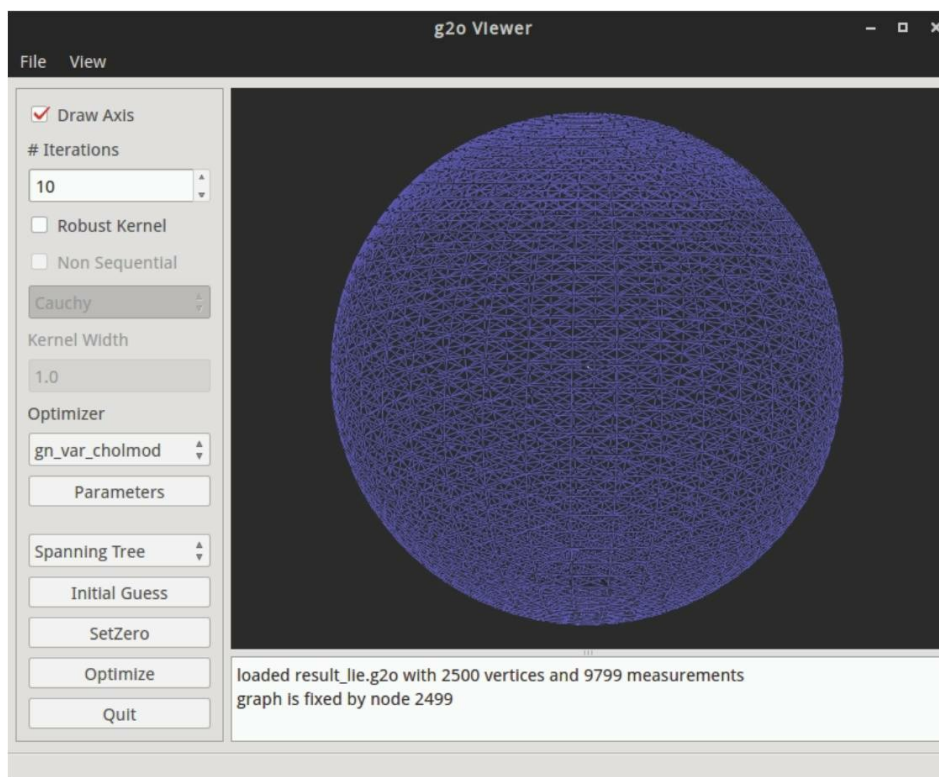 g2o Viewer
File View
Draw Axis
# Iterations
10
Robust Kernel
Non Sequential
Cauchy
Kernel Width
1.0
Optimizer
gn_var_cholmod
Parameters
Spanning Tree
Initial Guess
SetZero
Optimize
Quit
loaded result_lie.g2o with 2500 vertices and 9799 measurements
graph is fixed by node 2499